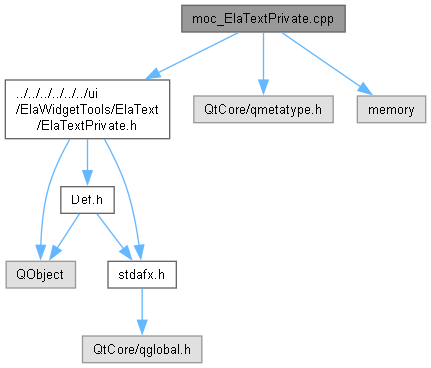 moc_ElaTextPrivate.cpp
../../../../../../../ui
/ElaWidgetTools/ElaText
/ElaTextPrivate.h
QtCore/qmetatype.h
memory
Def.h
QObject
stdafx.h
QtCore/qglobal.h